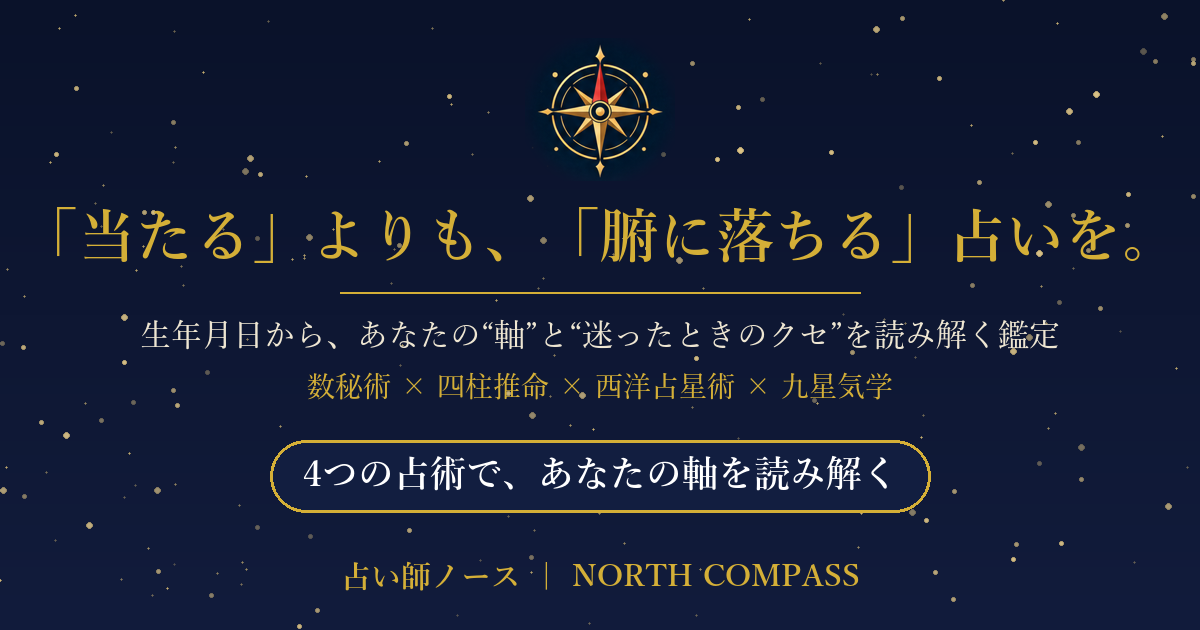 「当たる」よりも、「腑に落ちる」占いを。
生年月日から、あなたの“軸”と“迷ったときのクセ”を読み解く鑑定
数秘術 × 四柱推命 × 西洋占星術 × 九星気学
4つの占術で、あなたの軸を読み解く
占い師ノース ｜ NORTH COMPASS